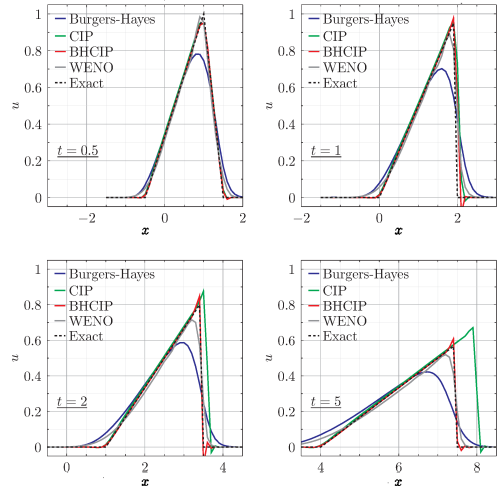 1
0.8
0.6
0.4
0.2
0
u
Burgers-Hayes
CIP
BHCIP
WENO
Exact
t = 0.5
−2
0
2
x
1
0.8
0.6
0.4
0.2
0
u
Burgers-Hayes
CIP
BHCIP
WENO
Exact
t = 1
−2
0
2
x
1
0.8
0.6
0.4
0.2
0
u
Burgers-Hayes
CIP
BHCIP
WENO
Exact
t = 2
0
2
4
x
1
0.8
0.6
0.4
0.2
0
u
Burgers-Hayes
CIP
BHCIP
WENO
Exact
t = 5
4
6
8
x